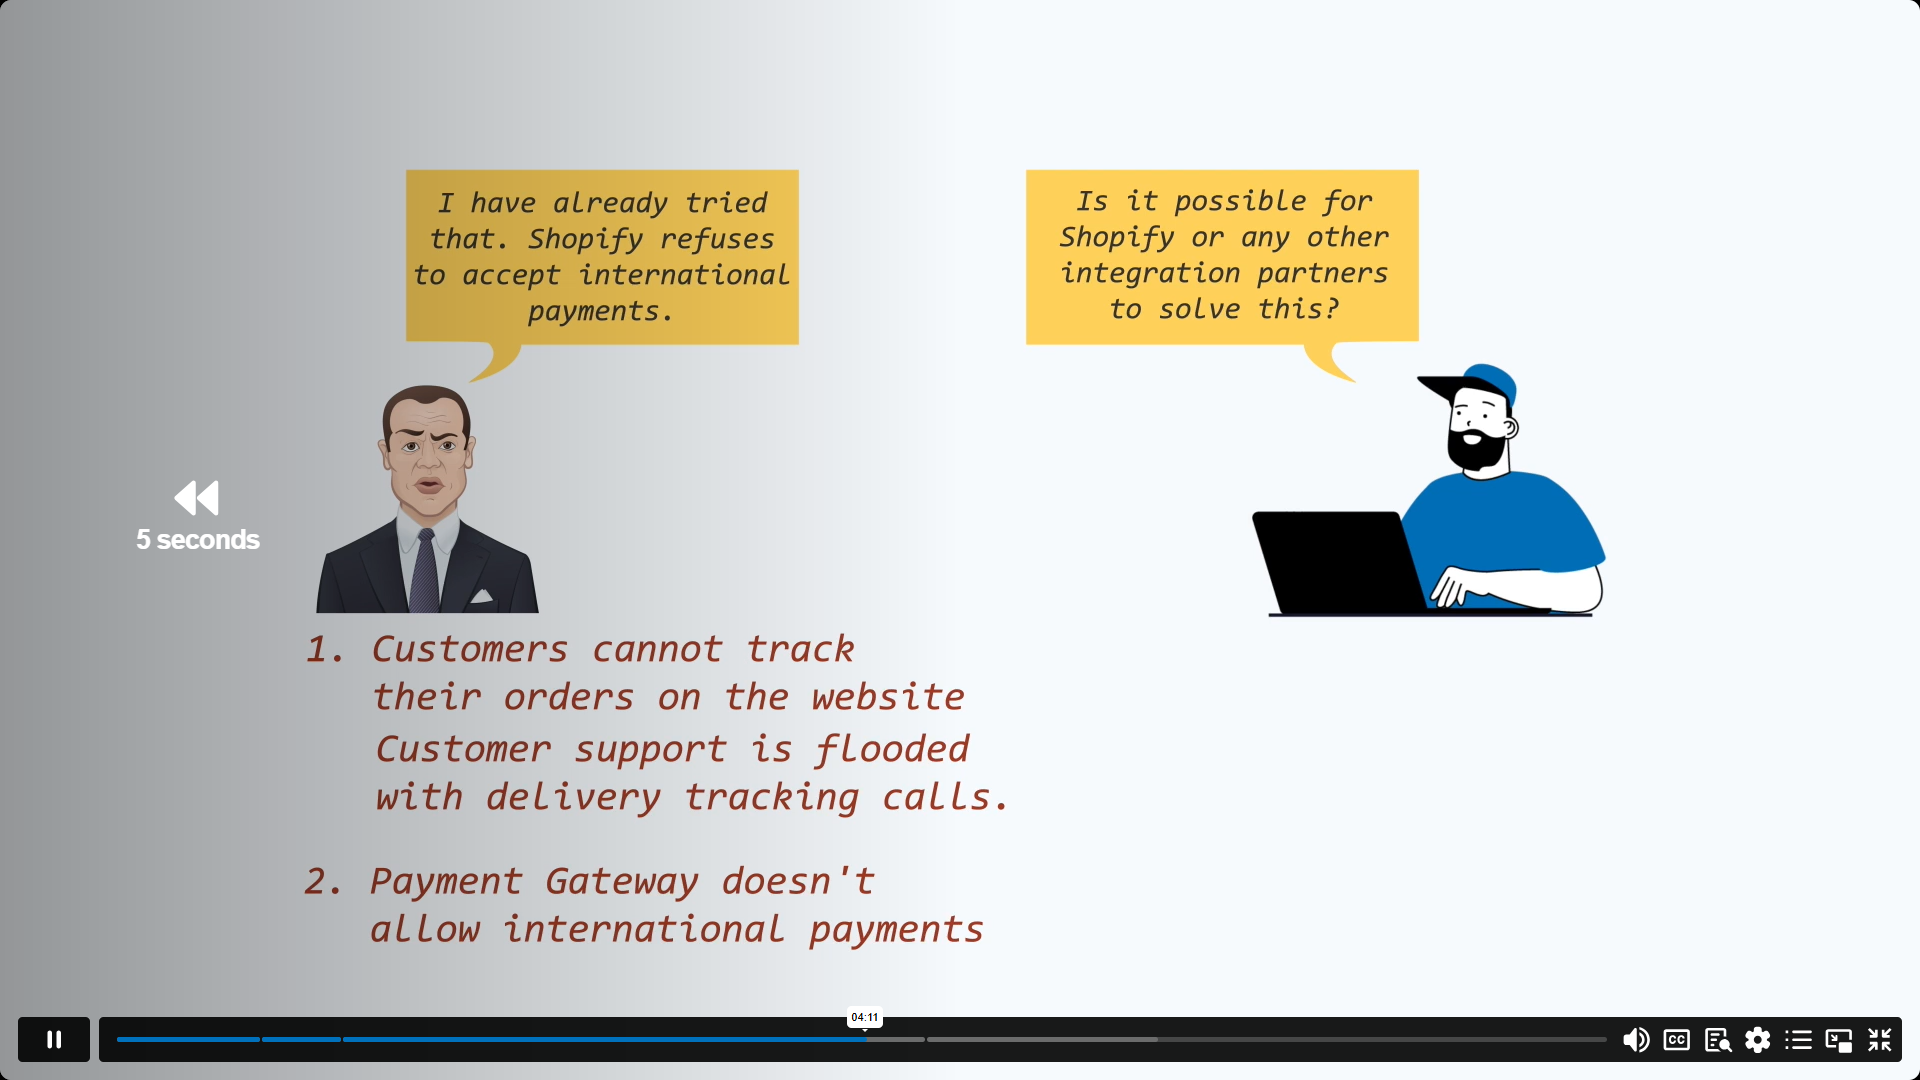 I have already tried
that. Shopify refuses
to accept international
payments.
Is it possible for
Shopify or any other
integration partners
to solve this?
5 seconds
1. Customers cannot track
their orders on the website
Customer support is flooded
with delivery tracking calls.
2. Payment Gateway doesn't
allow international payments
04:11
CC